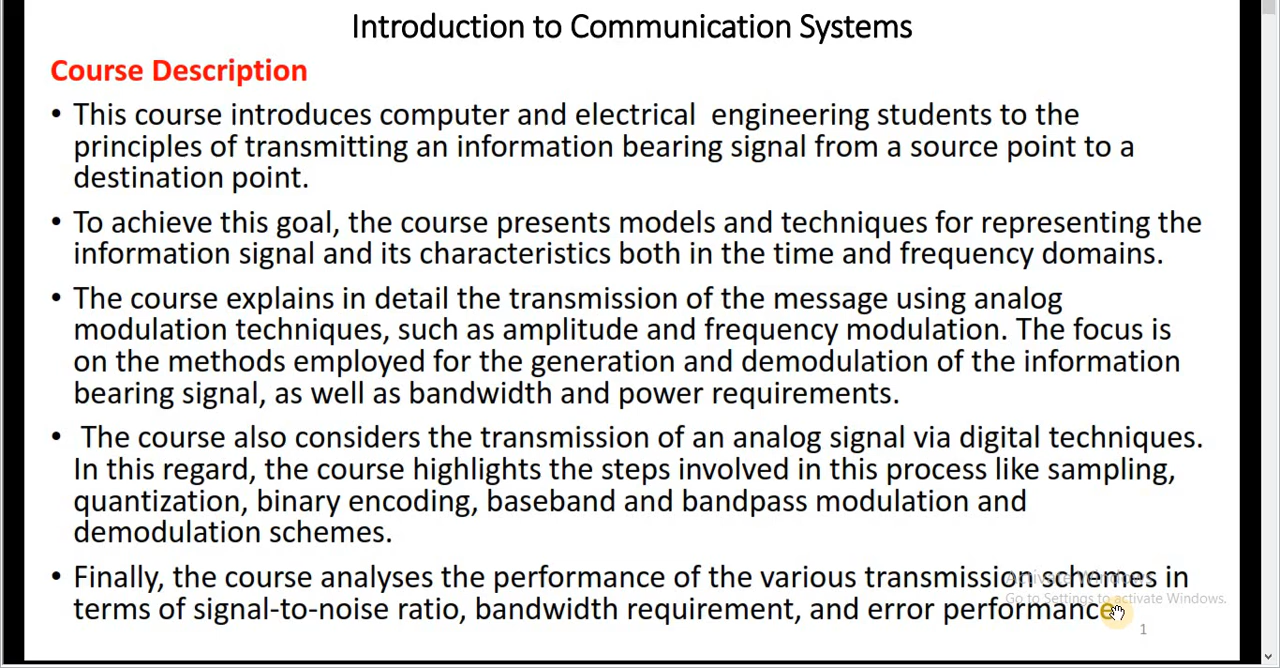 Introduction to Communication Systems
Course Description
• This course introduces computer and electrical engineering students to the
principles of transmitting an information bearing signal from a source point to a
destination point.
• To achieve this goal, the course presents models and techniques for representing the
information signal and its characteristics both in the time and frequency domains.
• The course explains in detail the transmission of the message using analog
modulation techniques, such as amplitude and frequency modulation. The focus is
on the methods employed for the generation and demodulation of the information
bearing signal, as well as bandwidth and power requirements.
• The course also considers the transmission of an analog signal via digital techniques.
In this regard, the course highlights the steps involved in this process like sampling,
quantization, binary encoding, baseband and bandpass modulation and
demodulation schemes.
• Finally, the course analyses the performance of the various transmission schemes in
terms of signal-to-noise ratio, bandwidth requirement, and error performance
Activate Windows
Go to Settings to activate Windows.
1